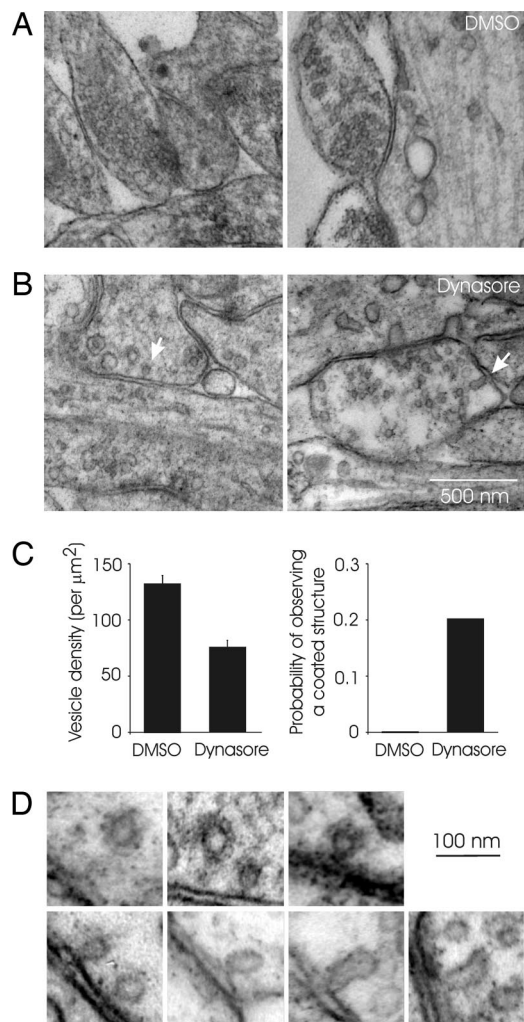 A
DMSO
B
Dynasore
500 nm
C
Vesicle density (per μm²)
150
100
50
0
DMSO
Dynasore
Probability of observing
a coated structure
0.3
0.2
0.1
0
DMSO
Dynasore
D
100 nm